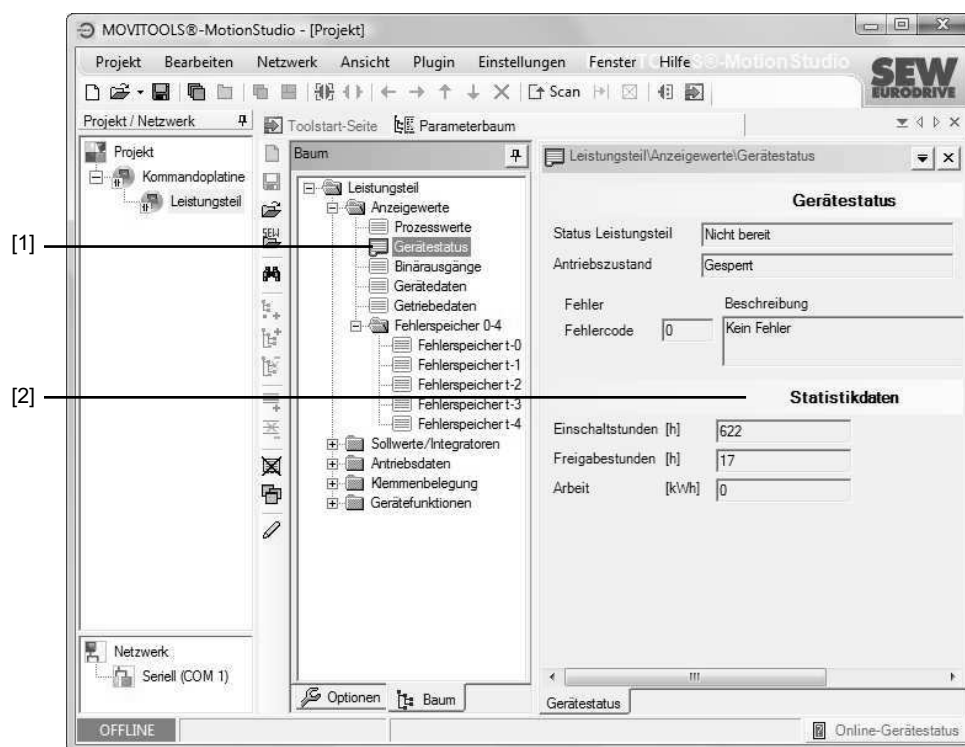 MOVITOOLS®-MotionStudio - [Projekt]
Projekt Bearbeiten Netzwerk Ansicht Plugin Einstellungen Fenster Hilfe
SEW
EURODRIVE
Scan
Projekt / Netzwerk
Toolstart-Seite Parameterbaum
Projekt
Kommandoplatine
Leistungsteil
SEW
Baum
Leistungsteil
Anzeigewerte
Prozesswerte
[1]
Gerätestatus
Binärausgänge
Gerätedaten
Getriebedaten
Fehlerspeicher 0-4
Fehlerspeicher t-0
Fehlerspeicher t-1
Fehlerspeicher t-2
[2]
Fehlerspeicher t-3
Fehlerspeicher t-4
Sollwerte/Integratoren
Antriebsdaten
Klemmenbelegung
Gerätefunktionen
Leistungsteil\Anzeigewerte\Gerätestatus
Gerätestatus
Status Leistungsteil Nicht bereit
Antriebszustand Gesperrt
Fehler Beschreibung
Fehlercode 0 Kein Fehler
Statistikdaten
Einschaltstunden [h] 622
Freigabestunden [h] 17
Arbeit [kWh] 0
Netzwerk
Seriell (COM 1)
Optionen Baum
Gerätestatus
OFFLINE
Online-Gerätestatus